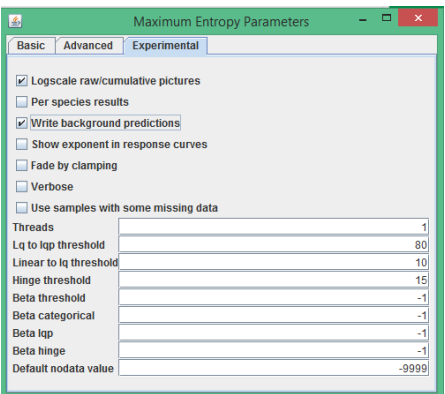 Maximum Entropy Parameters
Basic Advanced Experimental
Logscale raw/cumulative pictures
Per species results
Write background predictions
Show exponent in response curves
Fade by clamping
Verbose
Use samples with some missing data
Threads 1
Lq to lqp threshold 80
Linear to lq threshold 10
Hinge threshold 15
Beta threshold -1
Beta categorical -1
Beta lqp -1
Beta hinge -1
Default nodata value -9999